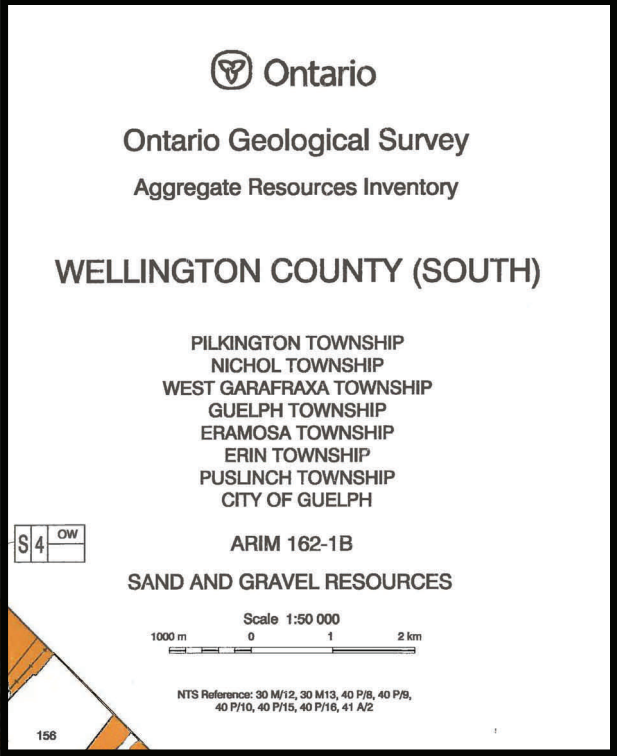 Ontario
Ontario Geological Survey
Aggregate Resources Inventory
WELLINGTON COUNTY (SOUTH)
PILKINGTON TOWNSHIP
NICHOL TOWNSHIP
WEST GARAFRAXA TOWNSHIP
GUELPH TOWNSHIP
ERAMOSA TOWNSHIP
ERIN TOWNSHIP
PUSLINCH TOWNSHIP
CITY OF GUELPH
S 4 OW
ARIM 162-1B
SAND AND GRAVEL RESOURCES
Scale 1:50 000
1000 m 0 1 2 km
NTS Reference: 30 M/12, 30 M13, 40 P/8, 40 P/9,
40 P/10, 40 P/15, 40 P/16, 41 A/2
156